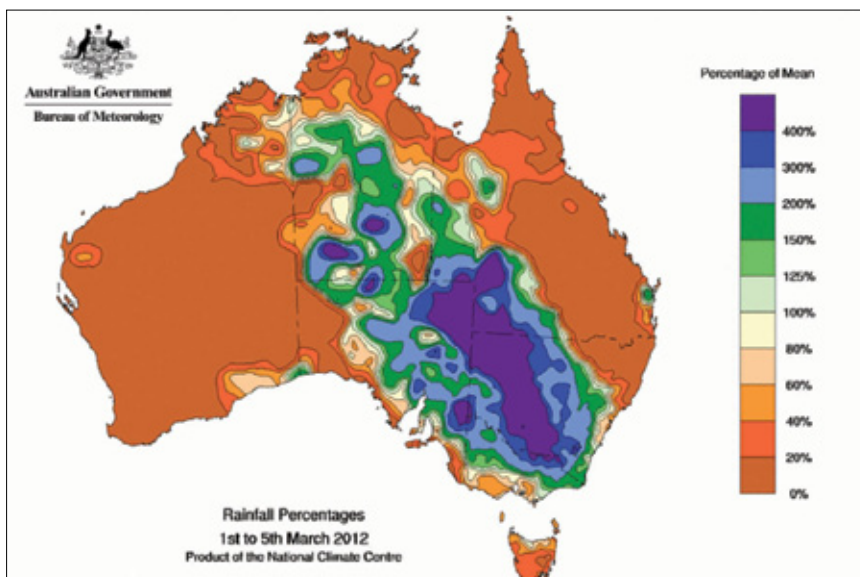 Australian Government
Bureau of Meteorology
Percentage of Mean
400%
300%
200%
150%
125%
100%
80%
60%
40%
20%
0%
Rainfall Percentages
1st to 5th March 2012
Product of the National Climate Centre